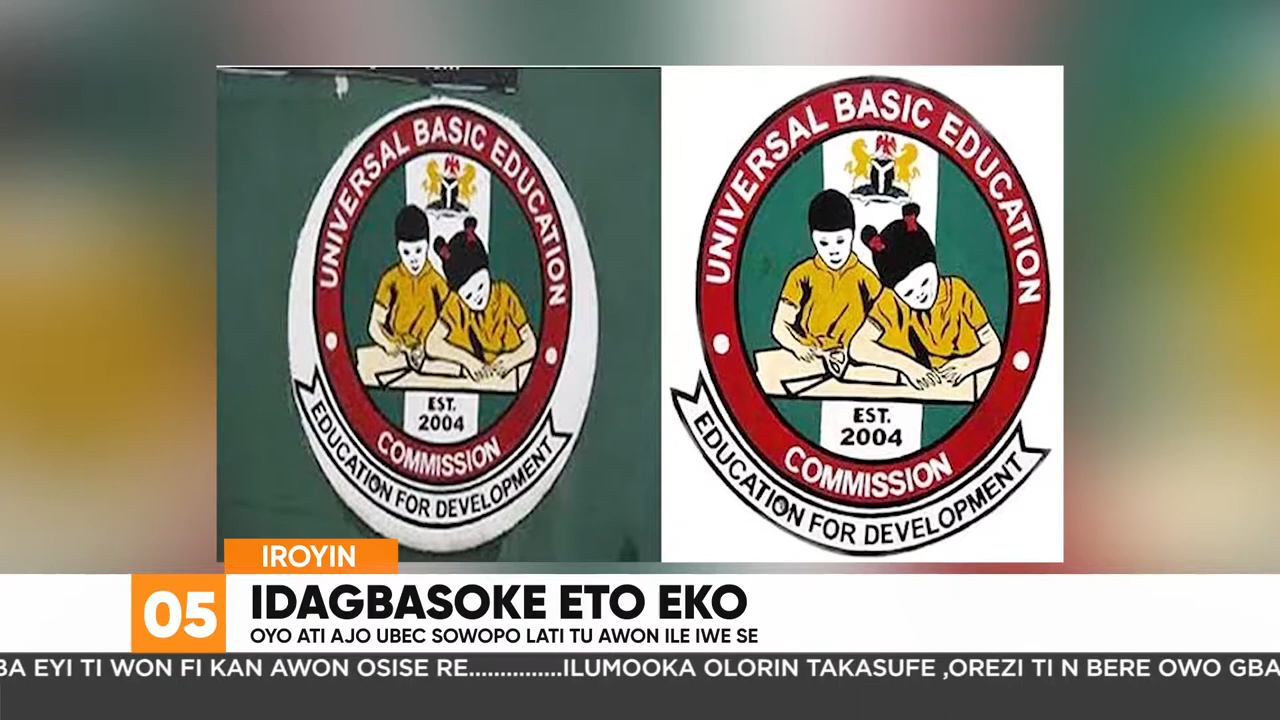 UNIVERSAL BASIC EDUCATION
COMMISSION
EST.
2004
EDUCATION FOR DEVELOPMENT
UNIVERSAL BASIC EDUCATION
COMMISSION
EST.
2004
EDUCATION FOR DEVELOPMENT
IROYIN
05
IDAGBASOKE ETO EKO
OYO ATI AJO UBEC SOWOPO LATI TU AWON ILE IWE SE
BA EYI TI WON FI KAN AWON OSISE RE...............ILUMOOKA OLORIN TAKASUFE ,OREZI TI N BERE OWO GBA